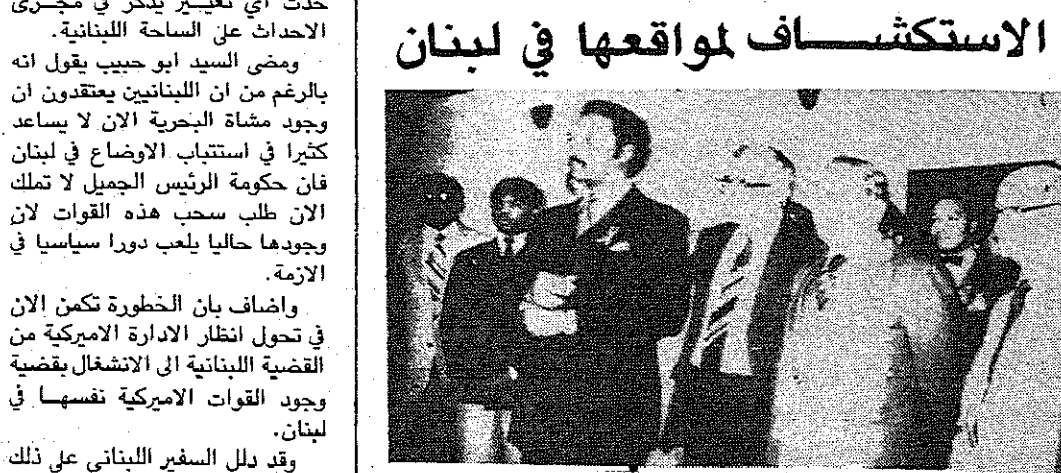 الاستكشاف لمواقعها في لبنان
حدث اي تغيير يذكر في مجرى
الاحداث على الساحة اللبنانية.
ومضى السيد ابو حبيب يقول انه
بالرغم من ان اللبنانيين يعتقدون ان
وجود مشاة البحرية الان لا يساعد
كثيرا في استتباب الاوضاع في لبنان
فان حكومة الرئيس الجميل لا تملك
الان طلب سحب هذه القوات لان
وجودها حاليا يلعب دورا سياسيا في
الازمة.
واضاف بان الخطورة تكمن الان
في تحول انظار الادارة الاميركية من
القضية اللبنانية الى الانشغال بقضية
وجود القوات الاميركية نفسها في
لبنان.
وقد دلل السفير اللبناني على ذلك